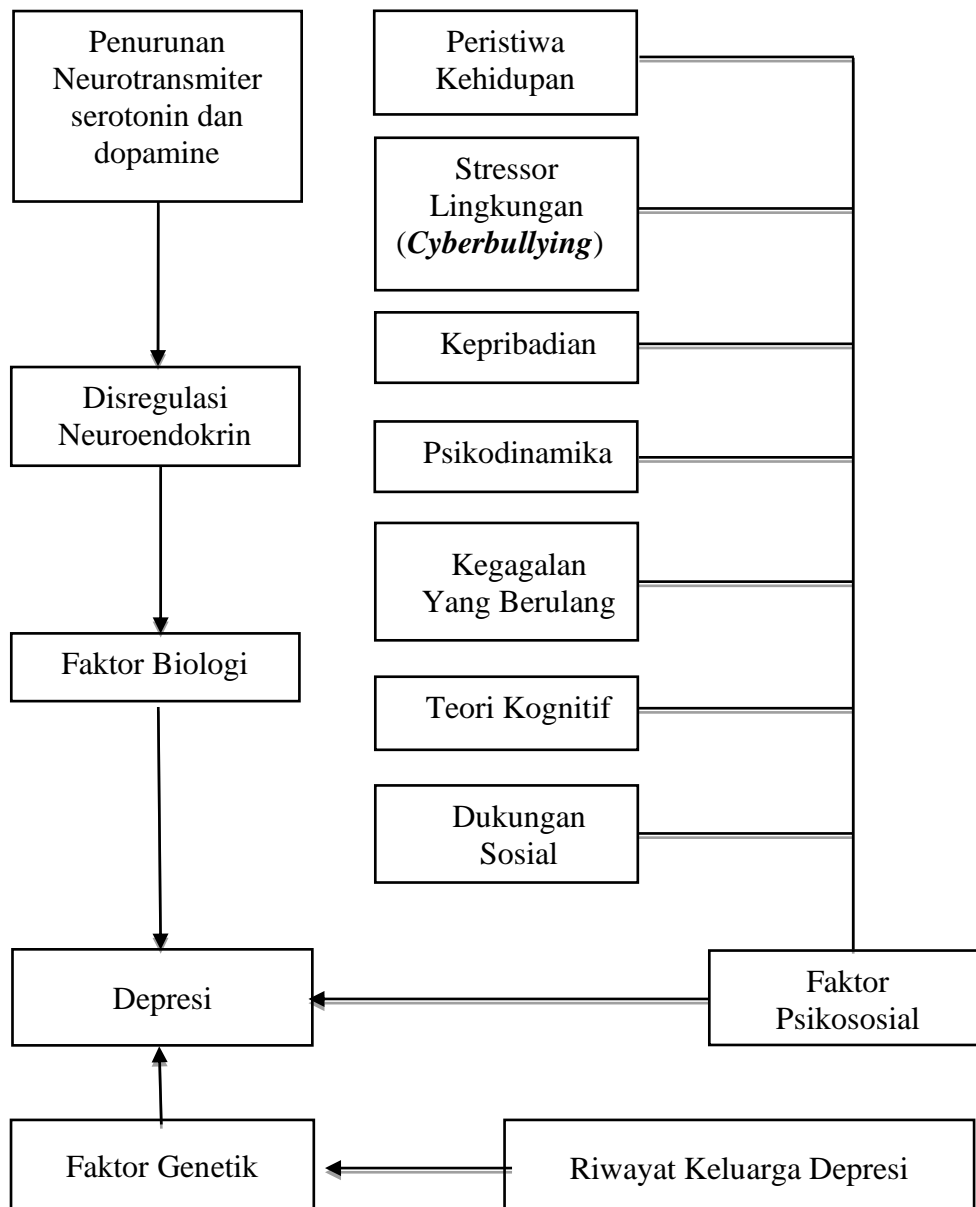 Penurunan
Neurotransmiter
serotonin dan
dopamine
Peristiwa
Kehidupan
Stressor
Lingkungan
(Cyberbullying)
Kepribadian
Disregulasi
Neuroendokrin
Psikodinamika
Kegagalan
Yang Berulang
Faktor Biologi
Teori Kognitif
Dukungan
Sosial
Depresi
Faktor
Psikososial
Faktor Genetik
Riwayat Keluarga Depresi